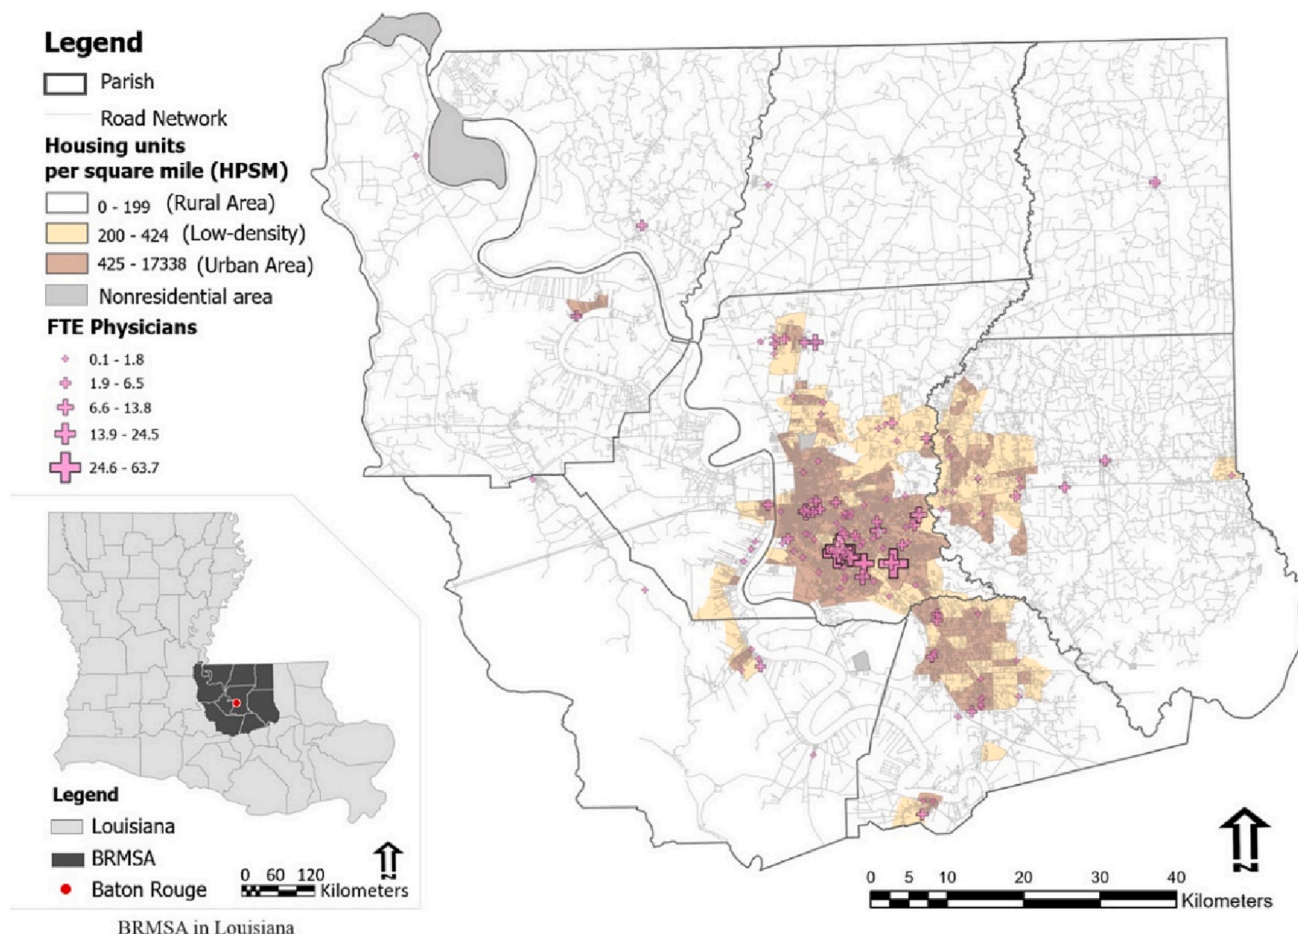 Legend
Parish
Road Network
Housing units
per square mile (HPSM)
0 - 199 (Rural Area)
200 - 424 (Low-density)
425 - 17338 (Urban Area)
Nonresidential area
FTE Physicians
0.1 - 1.8
1.9 - 6.5
6.6 - 13.8
13.9 - 24.5
24.6 - 63.7
Legend
Louisiana
BRMSA
Baton Rouge
0 60 120
Kilometers
N
BRMSA in Louisiana
N
0 5 10 20 30 40
Kilometers